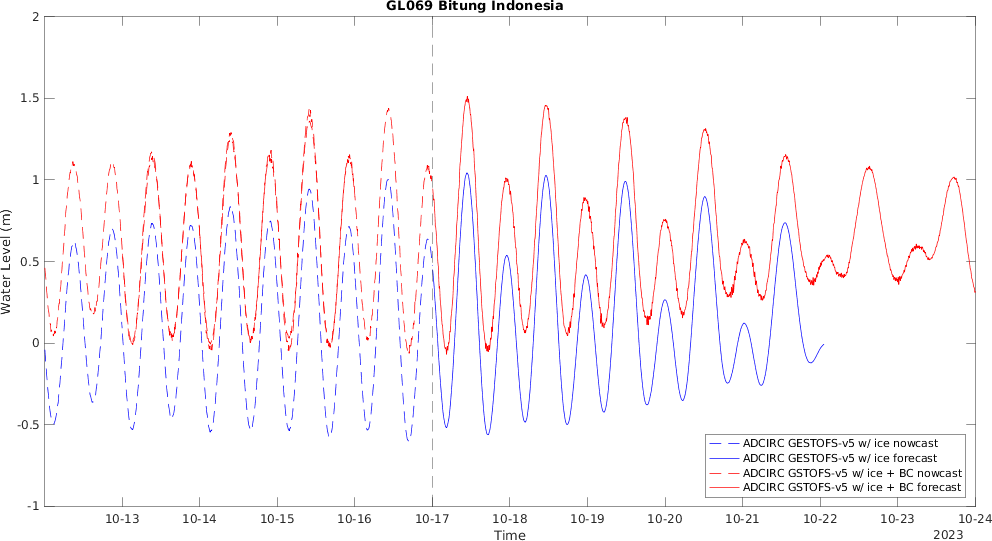 GL069 Bitung Indonesia
2
1.5
1
0.5
0
-0.5
-1
Water Level (m)
10-13 10-14 10-15 10-16 10-17 10-18 10-19 10-20 10-21 10-22 10-23 10-24
Time
2023
ADCIRC GESTOFS-v5 w/ ice nowcast
ADCIRC GESTOFS-v5 w/ ice forecast
ADCIRC GSTOFS-v5 w/ ice + BC nowcast
ADCIRC GSTOFS-v5 w/ ice + BC forecast